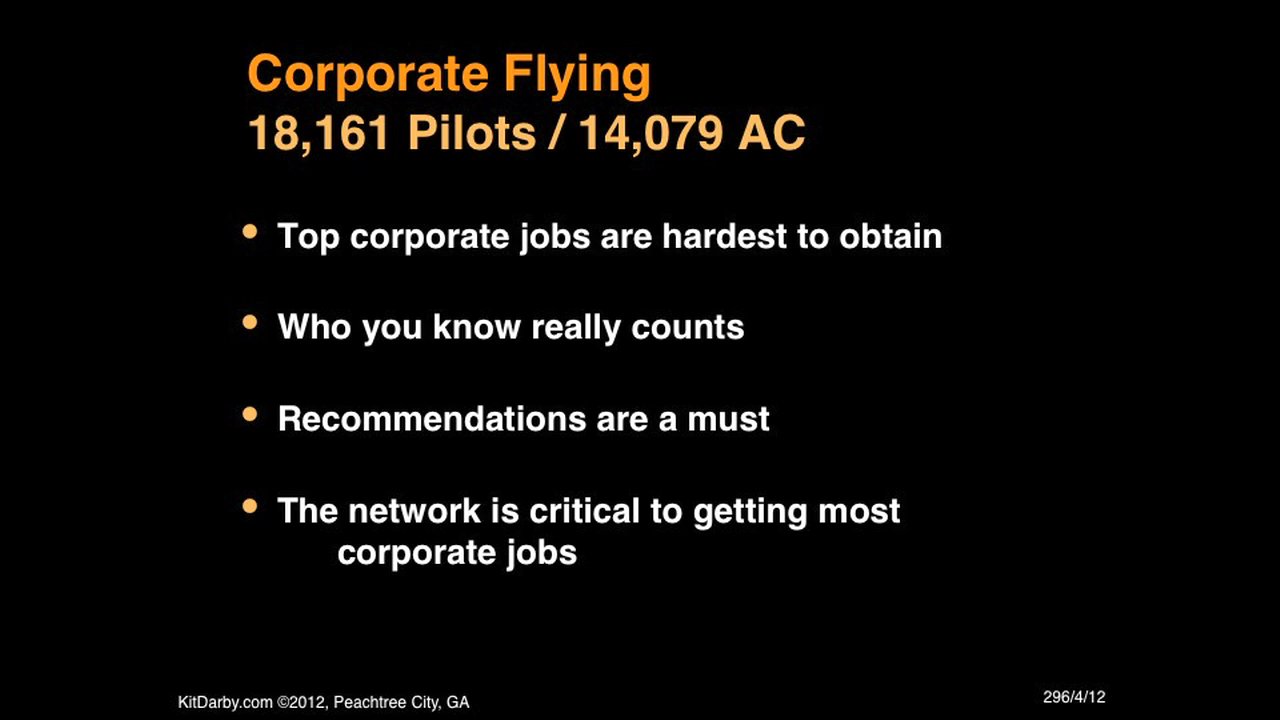 Corporate Flying
18,161 Pilots / 14,079 AC
• Top corporate jobs are hardest to obtain
• Who you know really counts
• Recommendations are a must
• The network is critical to getting most
corporate jobs
KitDarby.com ©2012, Peachtree City, GA
296/4/12